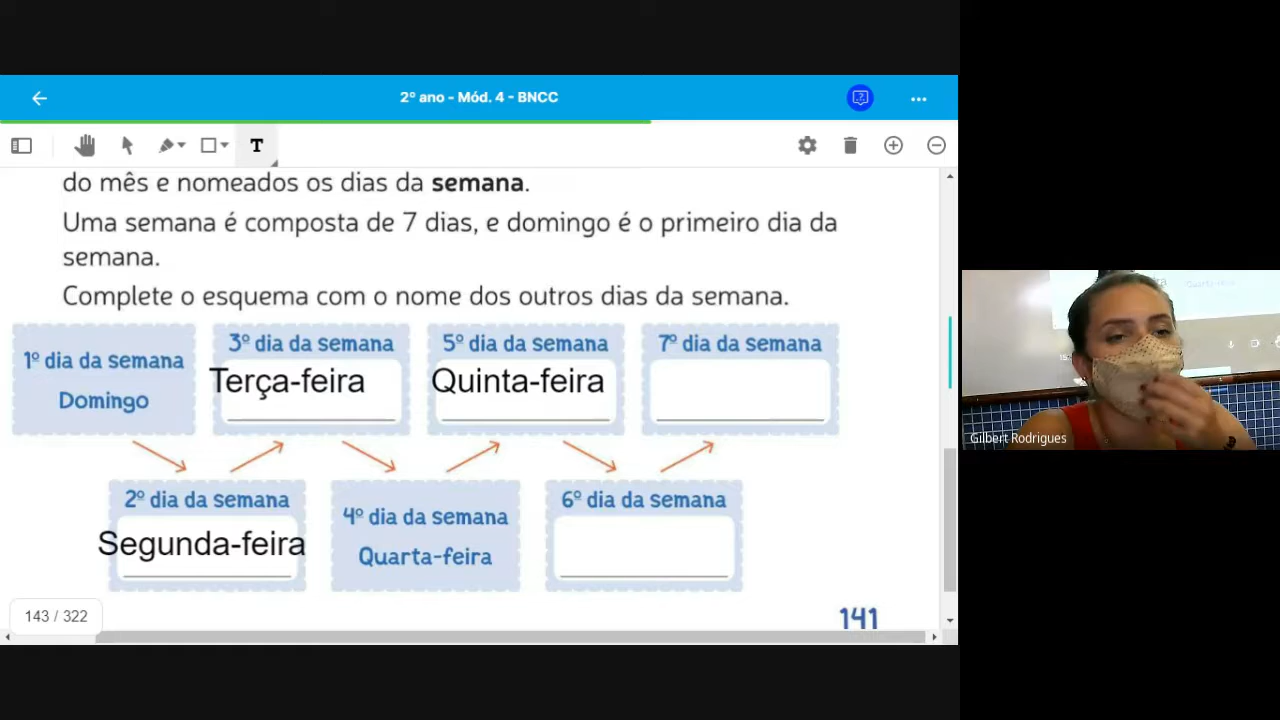 2º ano - Mód. 4 - BNCC
T
do mês e nomeados os dias da semana.
Uma semana é composta de 7 dias, e domingo é o primeiro dia da
semana.
Complete o esquema com o nome dos outros dias da semana.
1º dia da semana
Domingo
3º dia da semana
Terça-feira
5º dia da semana
Quinta-feira
7º dia da semana
2º dia da semana
Segunda-feira
4º dia da semana
Quarta-feira
6º dia da semana
143 / 322
141
Gilbert Rodrigues